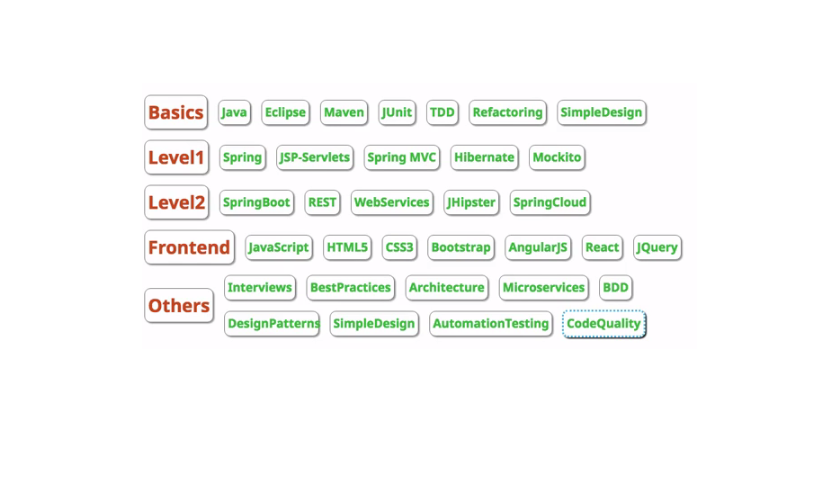 Basics Java Eclipse Maven JUnit TDD Refactoring SimpleDesign
Level1 Spring JSP-Servlets Spring MVC Hibernate Mockito
Level2 SpringBoot REST WebServices JHipster SpringCloud
Frontend JavaScript HTML5 CSS3 Bootstrap AngularJS React JQuery
Others
Interviews BestPractices Architecture Microservices BDD
DesignPatterns SimpleDesign AutomationTesting CodeQuality